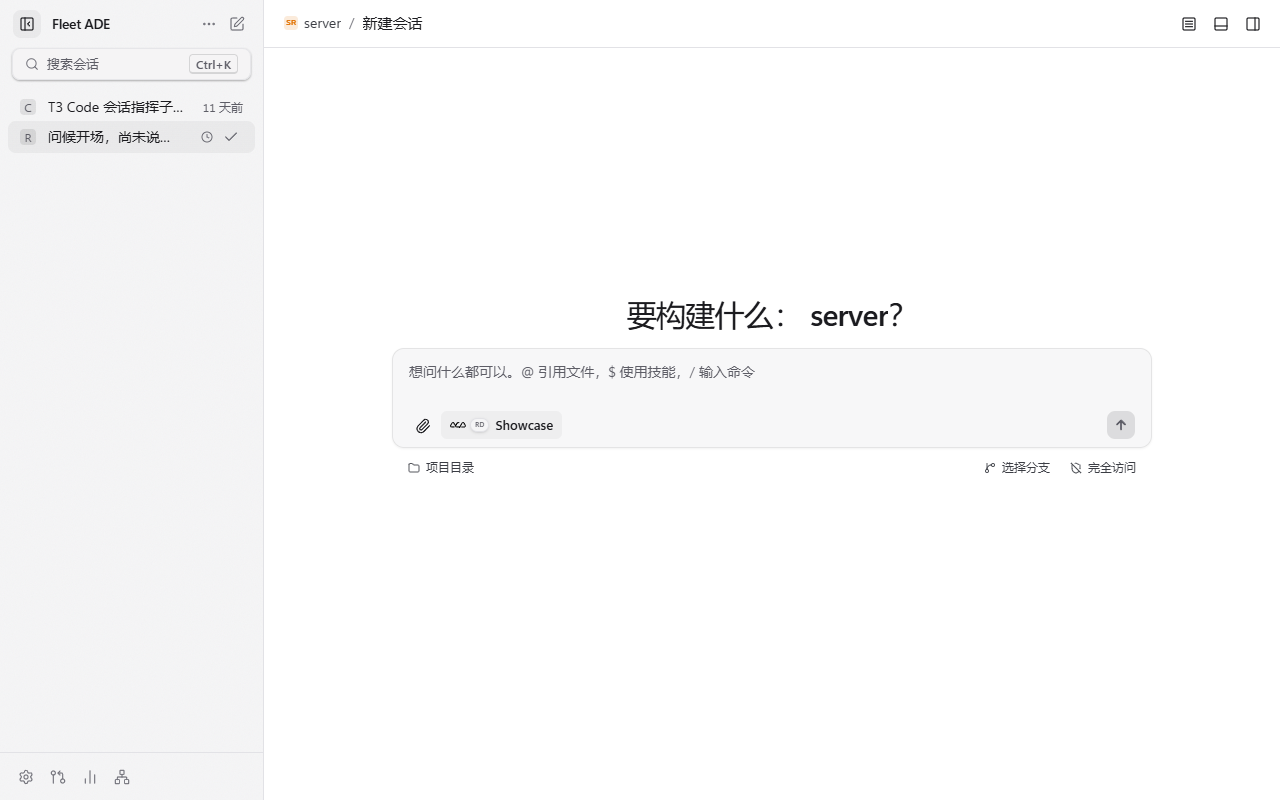 Fleet ADE
搜索会话
Ctrl+K
C
T3 Code 会话指挥子...
11 天前
R
问候开场，尚未说...
SR
server / 新建会话
要构建什么： server？
想问什么都可以。@ 引用文件，$ 使用技能，/ 输入命令
RD
Showcase
项目目录
选择分支
完全访问